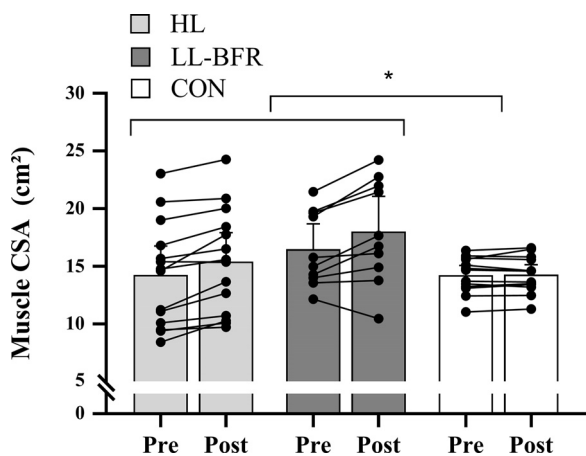 HL
LL-BFR
CON
*
Muscle CSA (cm²)
30
25
20
15
10
5
0
Pre Post Pre Post Pre Post